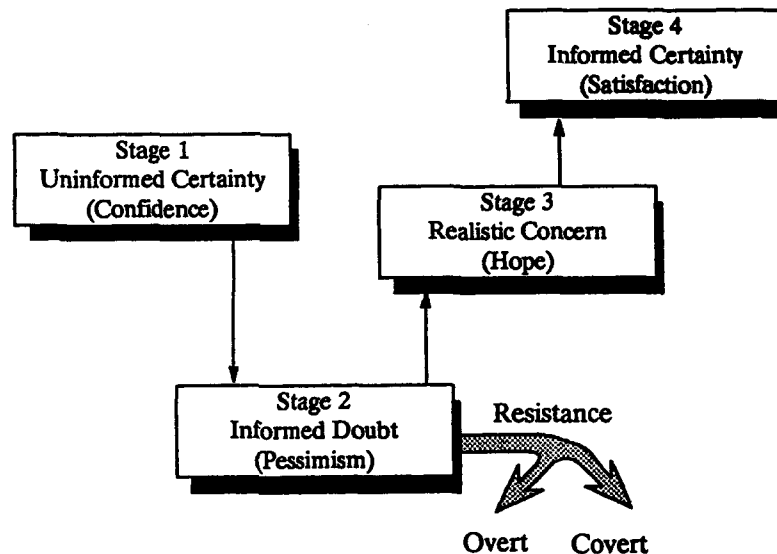 Stage 1
Uninformed Certainty
(Confidence)
Stage 2
Informed Doubt
(Pessimism)
Resistance
Overt
Covert
Stage 3
Realistic Concern
(Hope)
Stage 4
Informed Certainty
(Satisfaction)